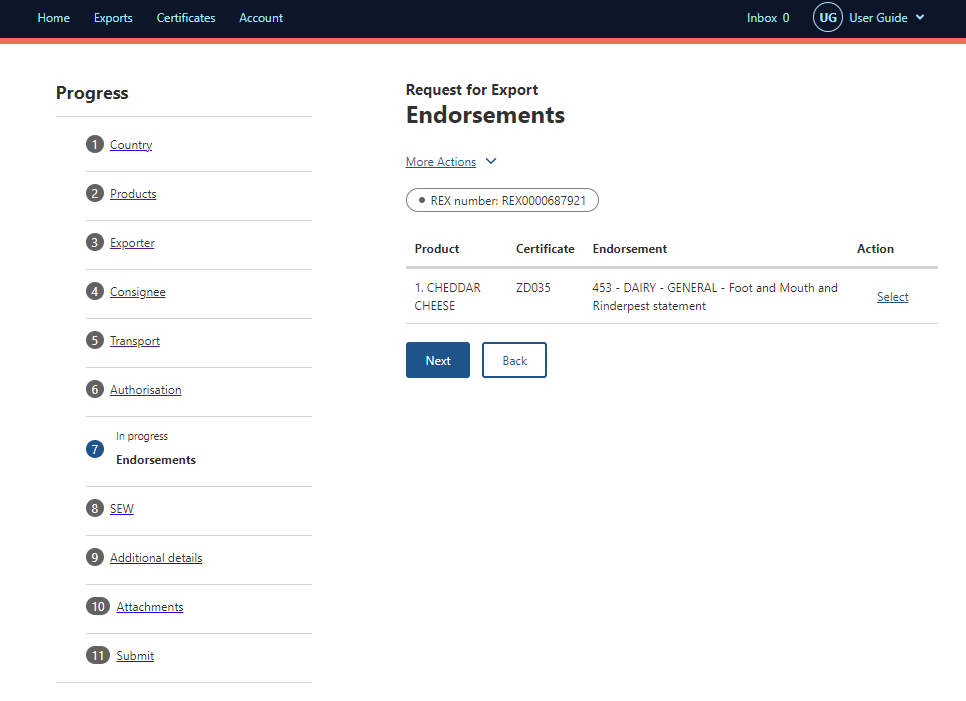 Home Exports Certificates Account Inbox 0 UG User Guide
Progress
1 Country
2 Products
3 Exporter
4 Consignee
5 Transport
6 Authorisation
In progress
7 Endorsements
8 SEW
9 Additional details
10 Attachments
11 Submit
Request for Export
Endorsements
More Actions
REX number: REX0000687921
Product Certificate Endorsement Action
1. CHEDDAR ZD035 453 - DAIRY - GENERAL - Foot and Mouth and Select
CHEESE Rinderpest statement
Next Back